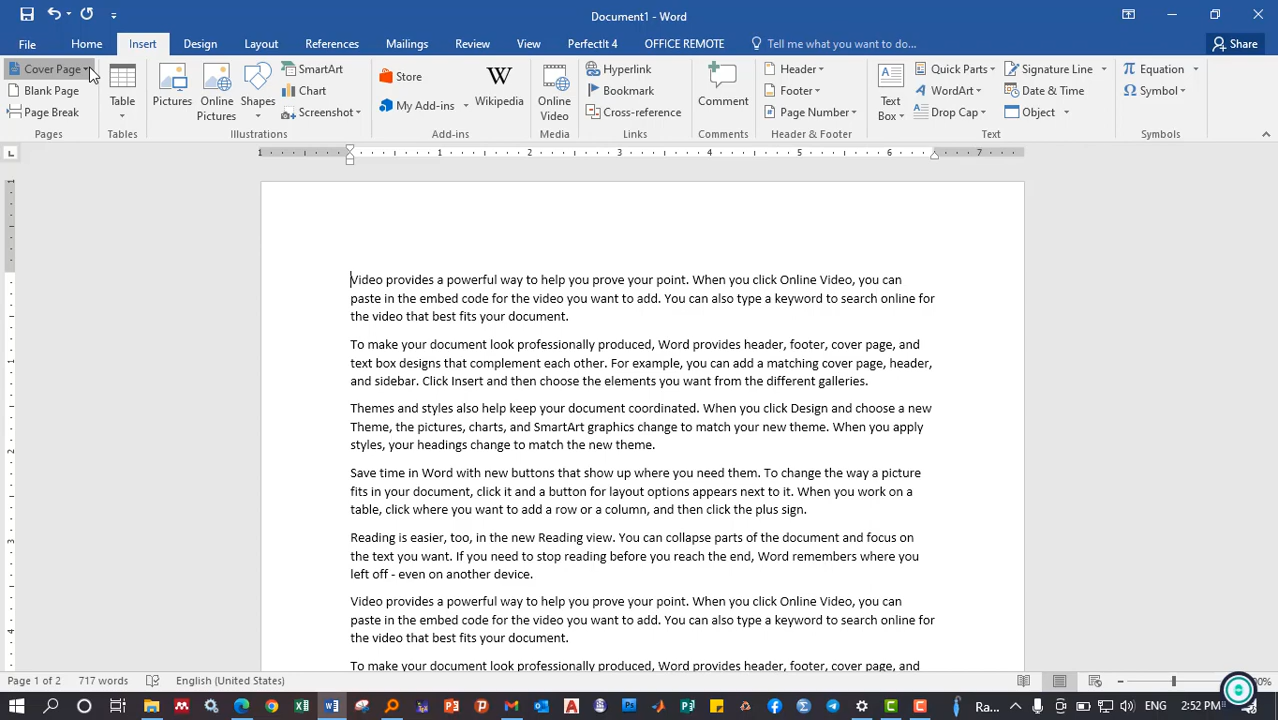 Document1 - Word
File Home Insert Design Layout References Mailings Review View PerfectIt 4 OFFICE REMOTE Tell me what you want to do... Share
Cover Page
Blank Page
Page Break
Pages
Table
Tables
Pictures
Online
Pictures
Shapes
SmartArt
Chart
Screenshot
Illustrations
Store
My Add-ins
Wikipedia
Add-ins
Online
Video
Media
Hyperlink
Bookmark
Cross-reference
Links
Comment
Comments
Header
Footer
Page Number
Header & Footer
Text
Box
Quick Parts
WordArt
Drop Cap
Signature Line
Date & Time
Object
Text
Equation
Symbol
Symbols
1 1 2 3 4 5 6 7
1
1
2
3
4
Video provides a powerful way to help you prove your point. When you click Online Video, you can
paste in the embed code for the video you want to add. You can also type a keyword to search online for
the video that best fits your document.
To make your document look professionally produced, Word provides header, footer, cover page, and
text box designs that complement each other. For example, you can add a matching cover page, header,
and sidebar. Click Insert and then choose the elements you want from the different galleries.
Themes and styles also help keep your document coordinated. When you click Design and choose a new
Theme, the pictures, charts, and SmartArt graphics change to match your new theme. When you apply
styles, your headings change to match the new theme.
Save time in Word with new buttons that show up where you need them. To change the way a picture
fits in your document, click it and a button for layout options appears next to it. When you work on a
table, click where you want to add a row or a column, and then click the plus sign.
Reading is easier, too, in the new Reading view. You can collapse parts of the document and focus on
the text you want. If you need to stop reading before you reach the end, Word remembers where you
left off - even on another device.
Video provides a powerful way to help you prove your point. When you click Online Video, you can
paste in the embed code for the video you want to add. You can also type a keyword to search online for
the video that best fits your document.
To make your document look professionally produced, Word provides header, footer, cover page, and
Page 1 of 2 717 words English (United States)
Ra... ENG 2:52 PM